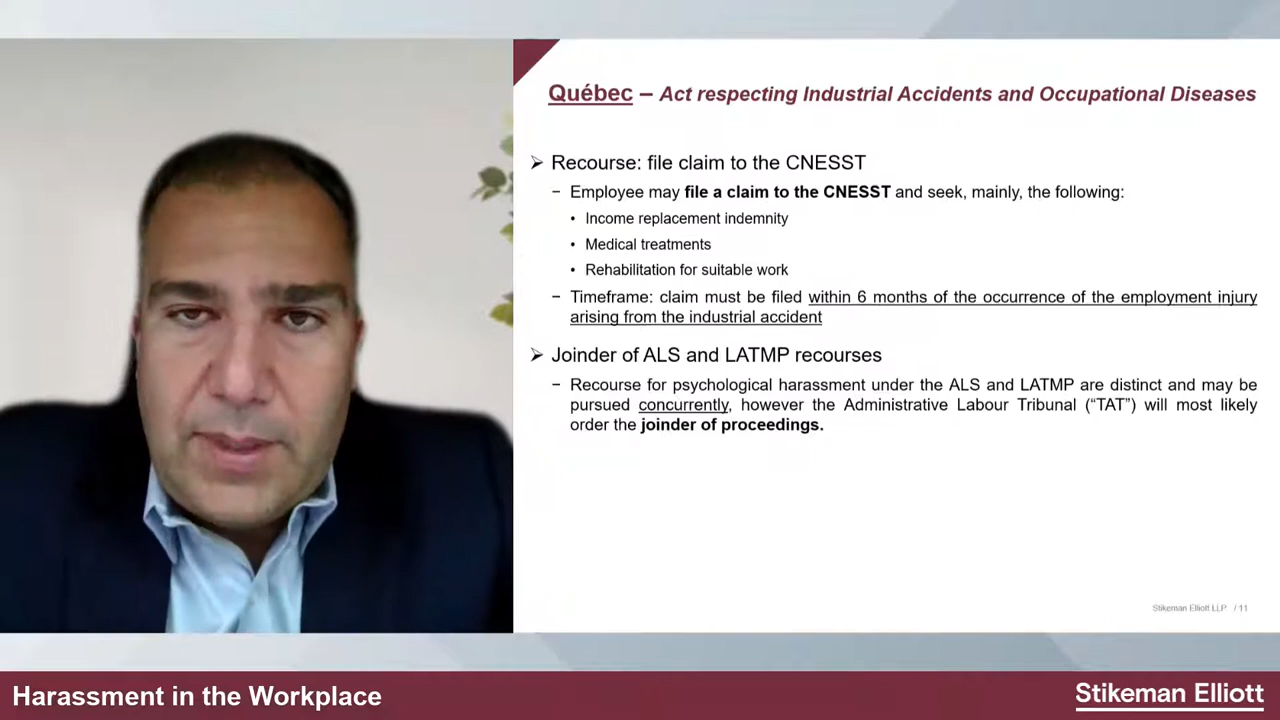 Québec – Act respecting Industrial Accidents and Occupational Diseases
➢ Recourse: file claim to the CNESST
− Employee may file a claim to the CNESST and seek, mainly, the following:
• Income replacement indemnity
• Medical treatments
• Rehabilitation for suitable work
− Timeframe: claim must be filed within 6 months of the occurrence of the employment injury
arising from the industrial accident
➢ Joinder of ALS and LATMP recourses
− Recourse for psychological harassment under the ALS and LATMP are distinct and may be
pursued concurrently, however the Administrative Labour Tribunal (“TAT”) will most likely
order the joinder of proceedings.
Stikeman Elliott LLP / 11
Harassment in the Workplace
Stikeman Elliott